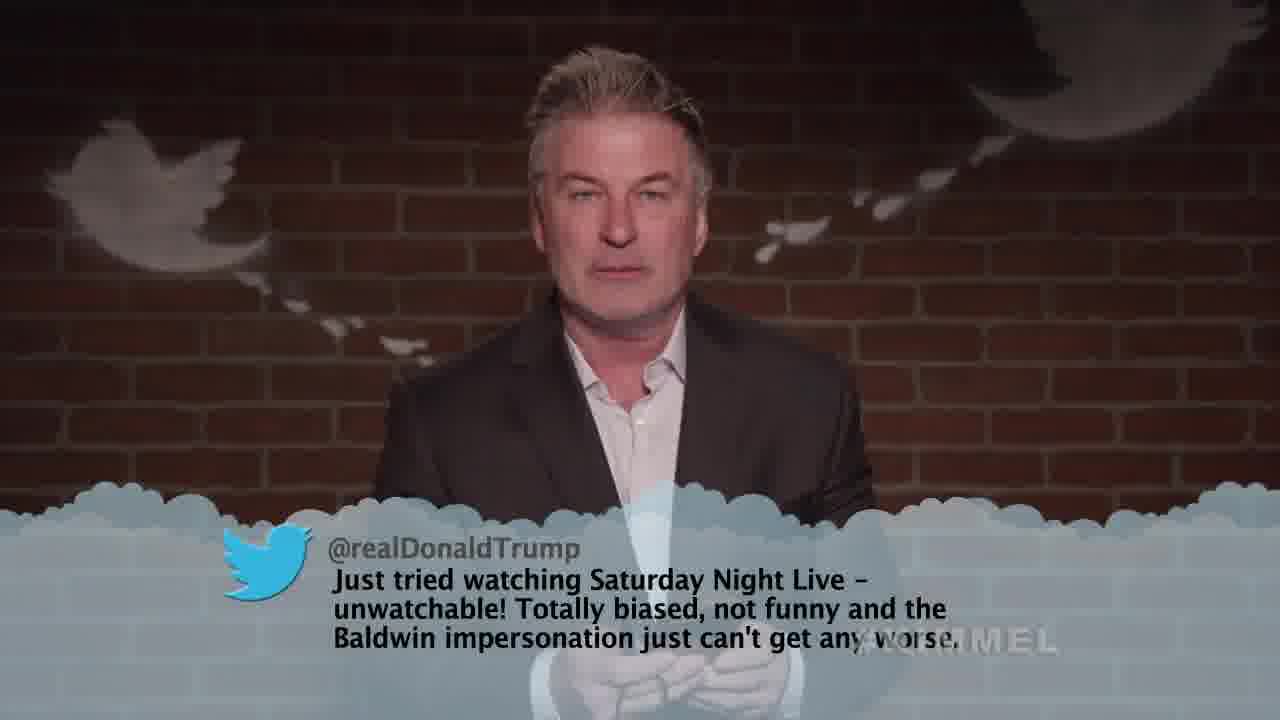 @realDonaldTrump
Just tried watching Saturday Night Live –
unwatchable! Totally biased, not funny and the
Baldwin impersonation just can't get any worse.
#KIMMEL